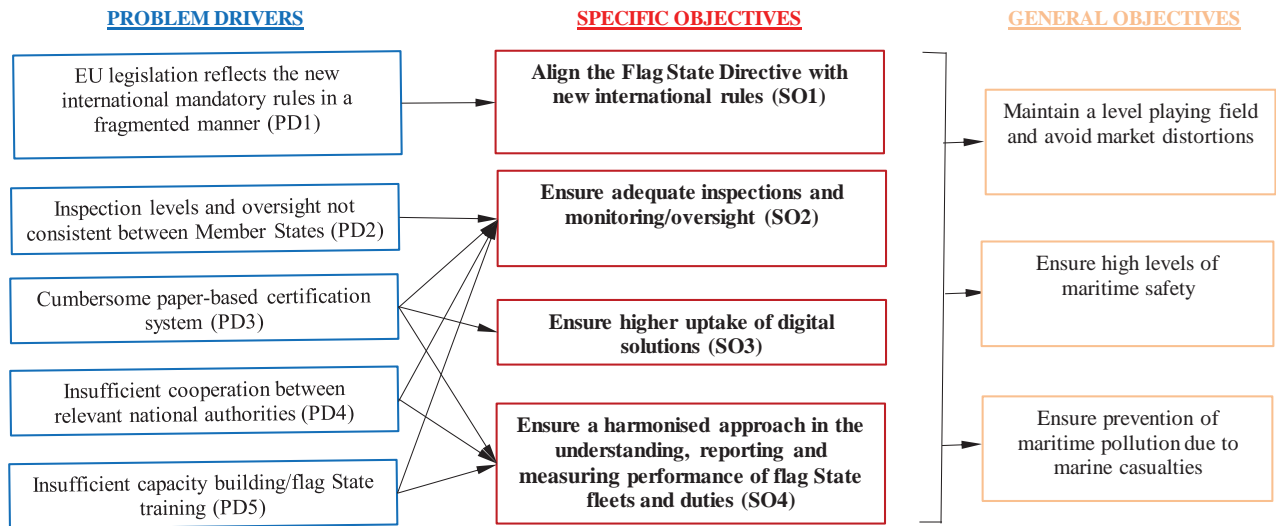 PROBLEM DRIVERS
EU legislation reflects the new
international mandatory rules in a
fragmented manner (PD1)
Inspection levels and oversight not
consistent between Member States (PD2)
Cumbersome paper-based certification
system (PD3)
Insufficient cooperation between
relevant national authorities (PD4)
Insufficient capacity building/flag State
training (PD5)
SPECIFIC OBJECTIVES
Align the Flag State Directive with
new international rules (SO1)
Ensure adequate inspections and
monitoring/oversight (SO2)
Ensure higher uptake of digital
solutions (SO3)
Ensure a harmonised approach in the
understanding, reporting and
measuring performance of flag State
fleets and duties (SO4)
GENERAL OBJECTIVES
Maintain a level playing field
and avoid market distortions
Ensure high levels of
maritime safety
Ensure prevention of
maritime pollution due to
marine casualties